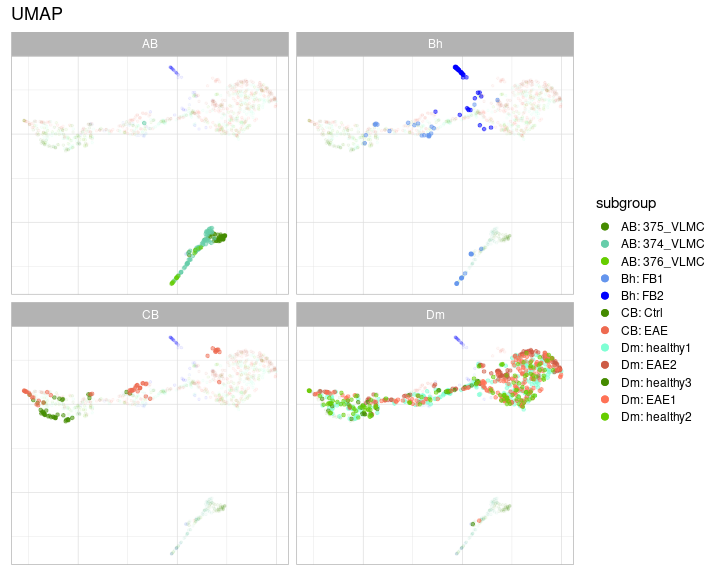 UMAP
AB
Bh
CB
Dm
subgroup
AB: 375_VLMC
AB: 374_VLMC
AB: 376_VLMC
Bh: FB1
Bh: FB2
CB: Ctrl
CB: EAE
Dm: healthy1
Dm: EAE2
Dm: healthy3
Dm: EAE1
Dm: healthy2